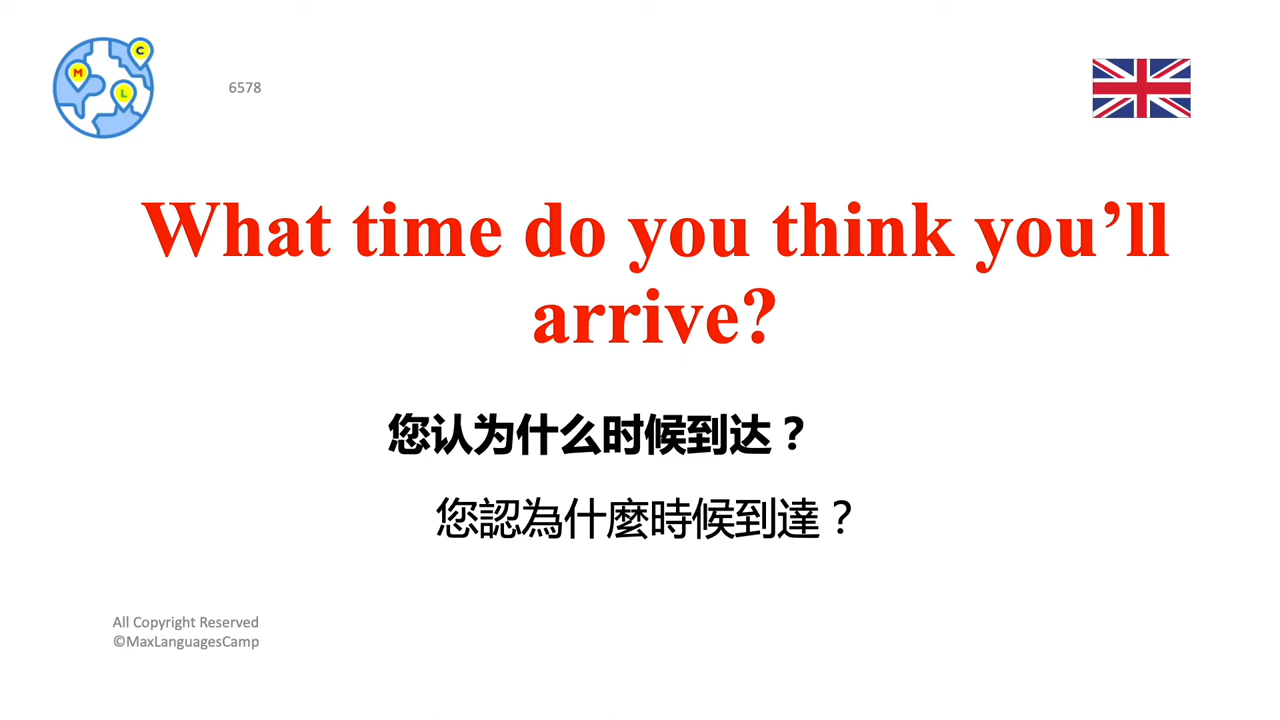 C
M
L
6578
What time do you think you’ll
arrive?
您认为什么时候到达？
您認為什麼時候到達？
All Copyright Reserved
©MaxLanguagesCamp